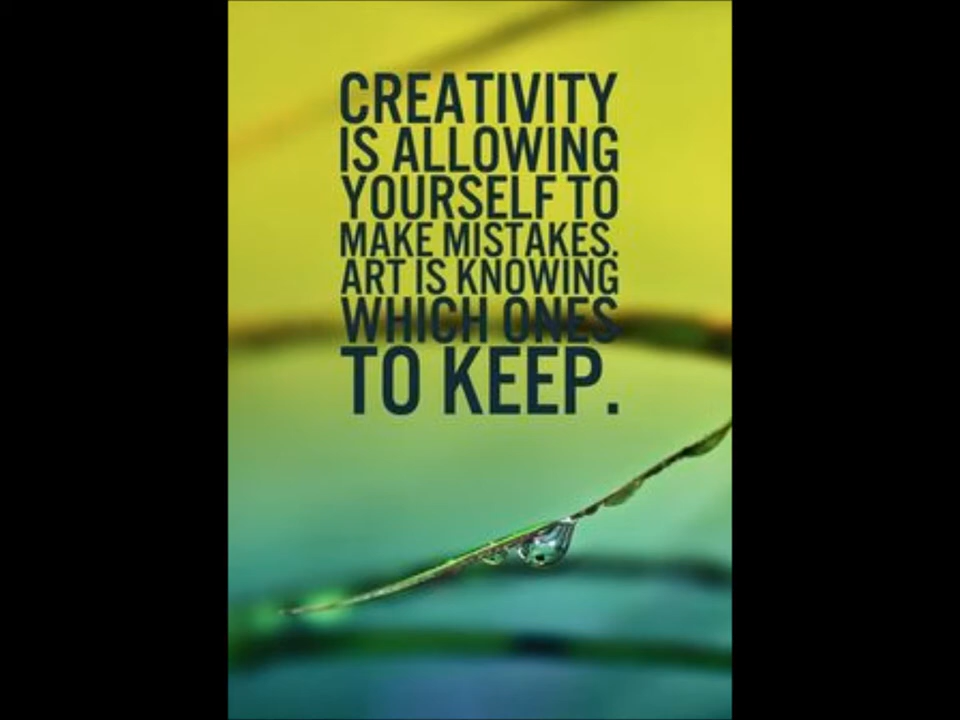 CREATIVITY
IS ALLOWING
YOURSELF TO
MAKE MISTAKES.
ART IS KNOWING
WHICH ONES
TO KEEP.